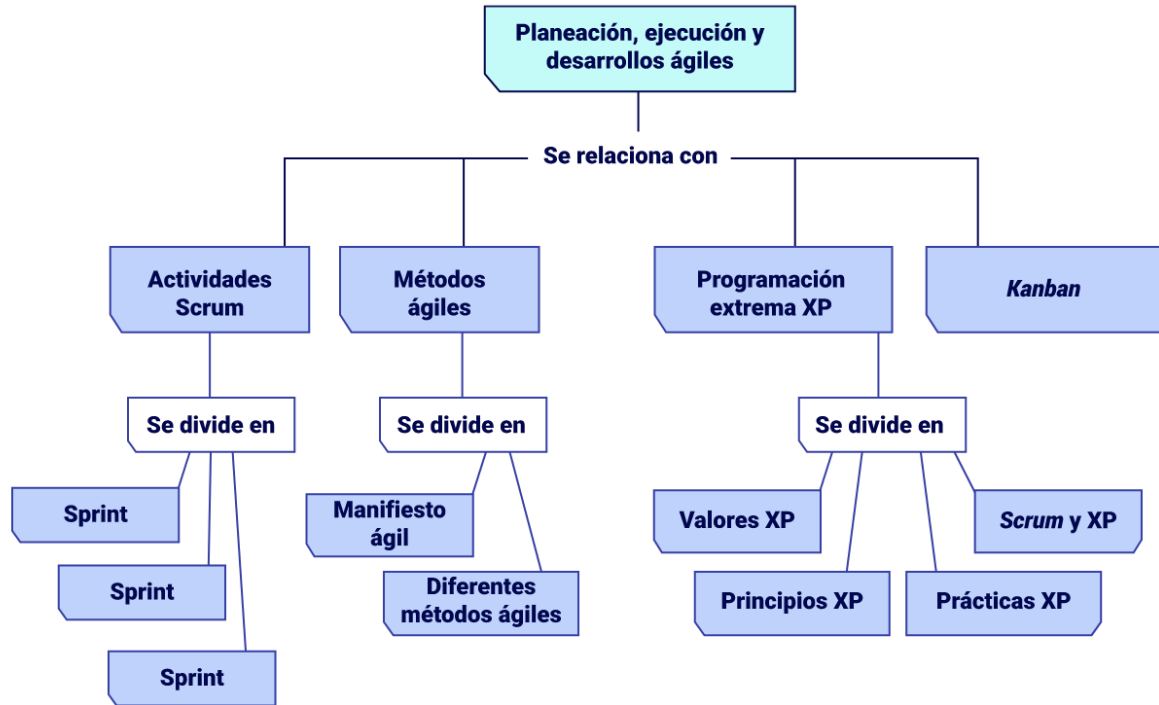 Planeación, ejecución y
desarrollos ágiles
Se relaciona con
Actividades
Scrum
Métodos
ágiles
Programación
extrema XP
Kanban
Se divide en
Se divide en
Se divide en
Sprint
Sprint
Sprint
Manifiesto
ágil
Diferentes
métodos ágiles
Valores XP
Principios XP
Prácticas XP
Scrum y XP